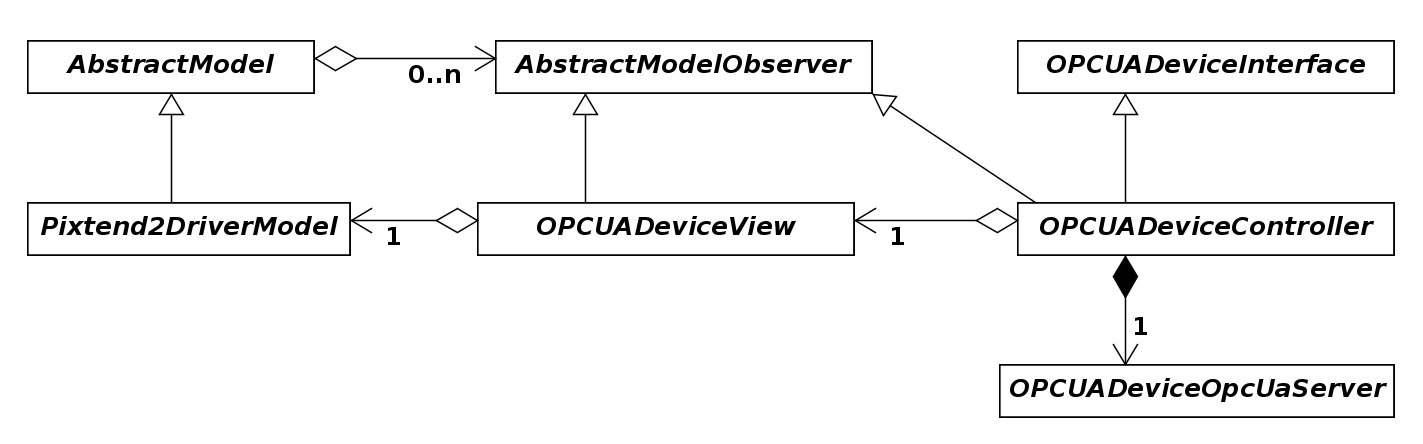 AbstractModel
0..n
AbstractModelObserver
OPCUADeviceInterface
Pixtend2DriverModel
1
OPCUADeviceView
1
OPCUADeviceController
1
OPCUADeviceOpcUaServer